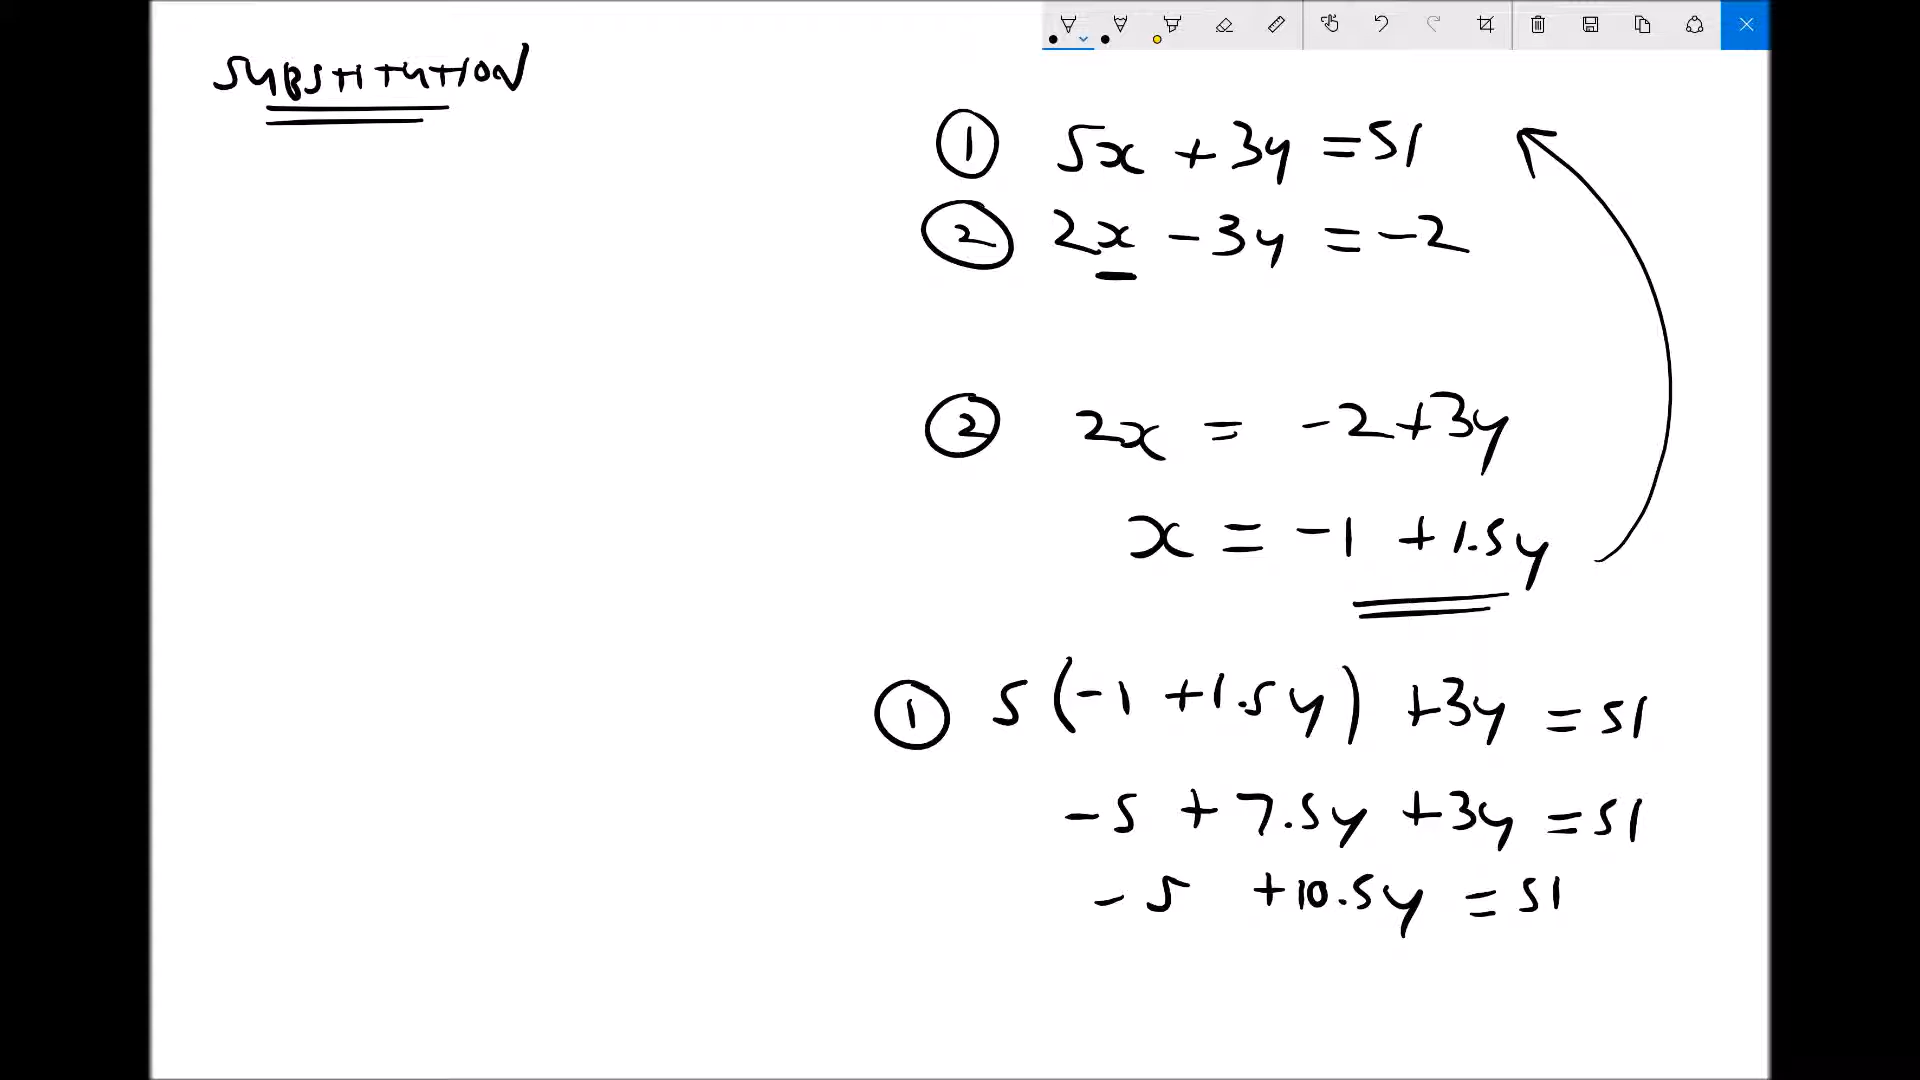 SUBSTITUTION
① 5x + 3y = 51
② 2x - 3y = -2
② 2x = -2 + 3y
x = -1 + 1.5y
① 5(-1 + 1.5y) + 3y = 51
-5 + 7.5y + 3y = 51
-5 + 10.5y = 51